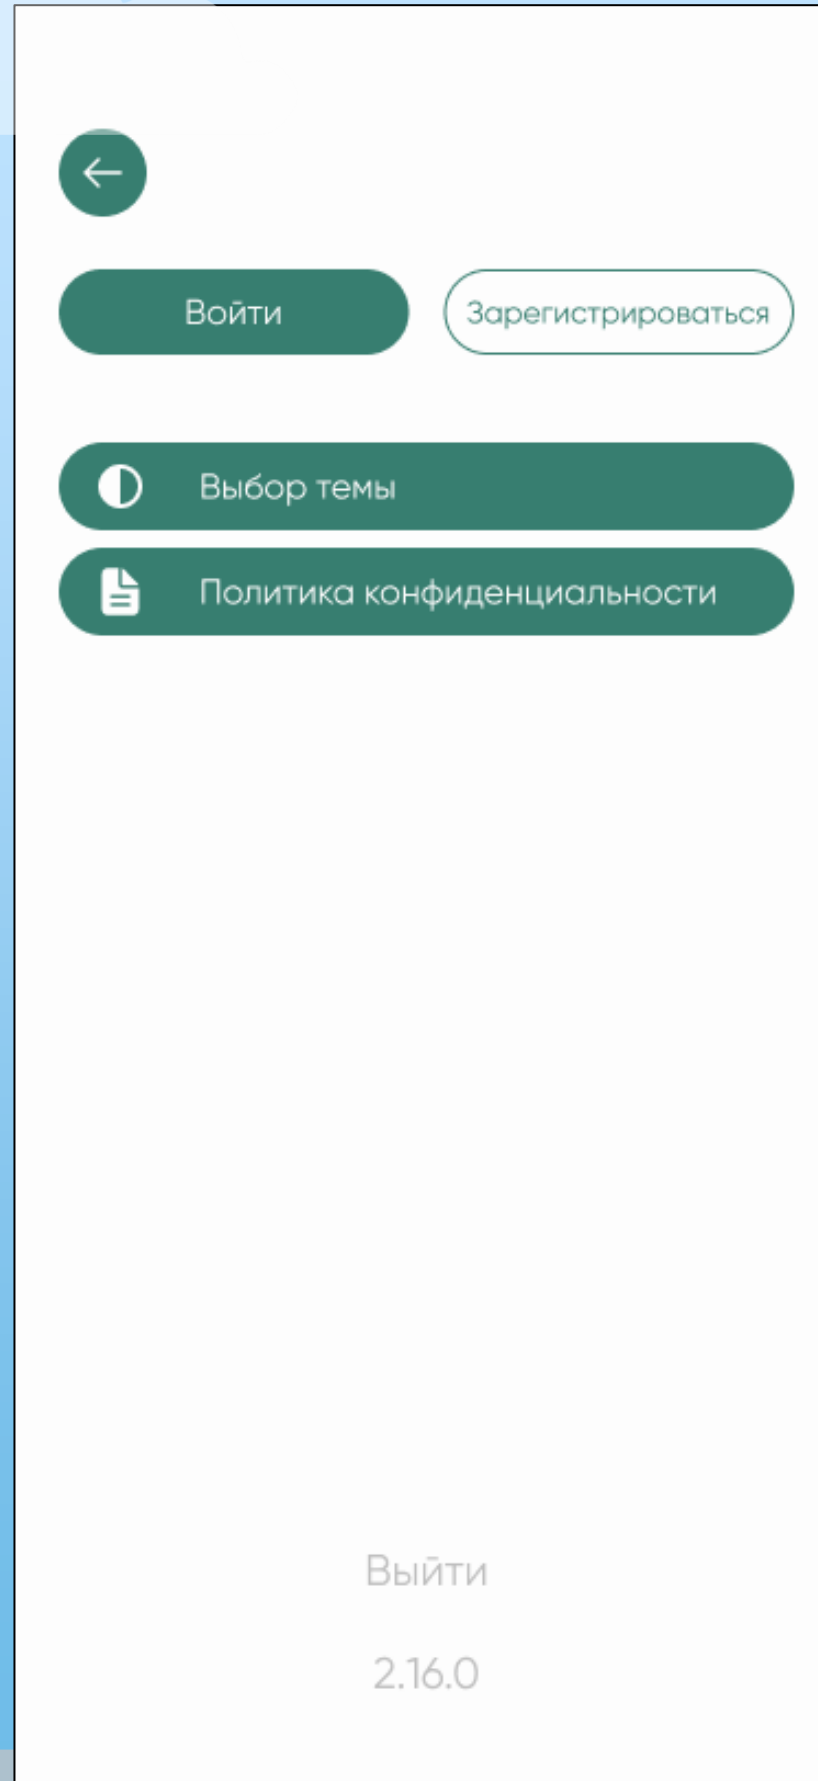 Войти
Зарегистрироваться
Выбор темы
Политика конфиденциальности
Выйти
2.16.0